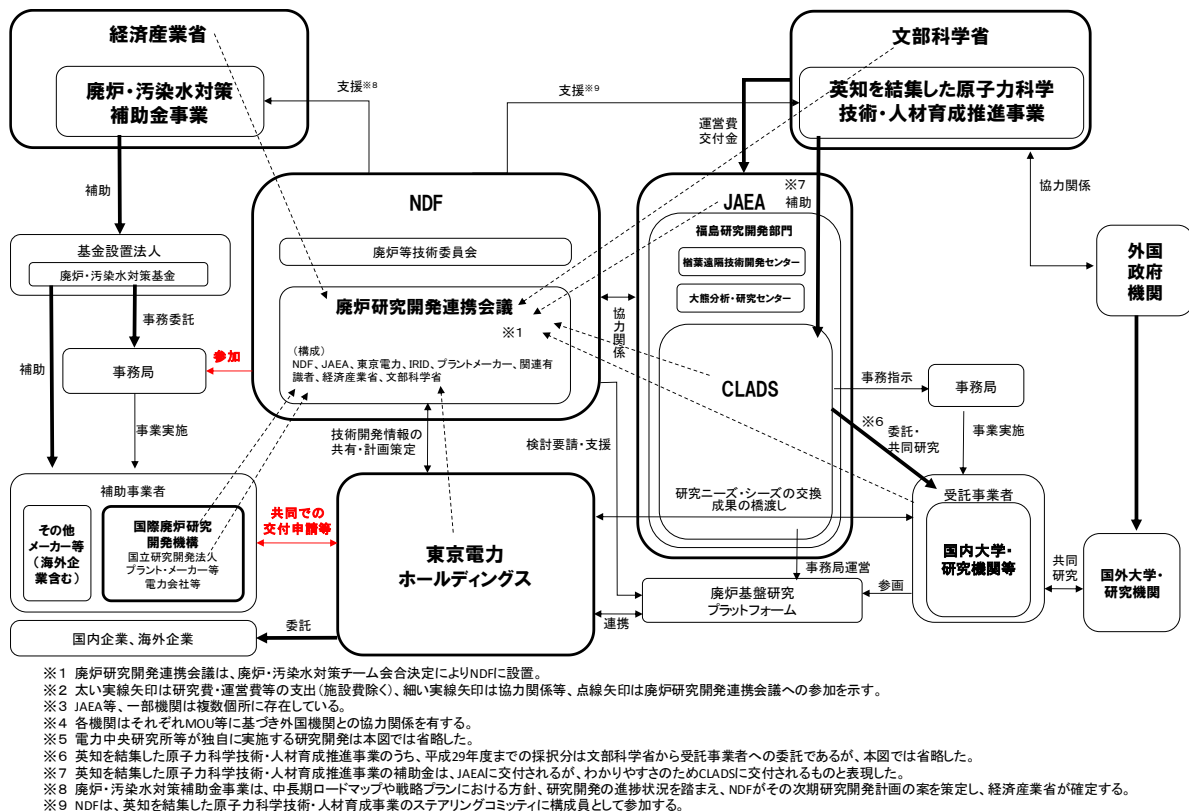 経済産業省
廃炉・汚染水対策
補助金事業
支援※8
支援※9
文部科学省
英知を結集した原子力科学
技術・人材育成推進事業
運営費
交付金
補助
NDF
廃炉等技術委員会
廃炉研究開発連携会議
※1
(構成)
NDF、JAEA、東京電力、IRID、プラントメーカー、関連有
識者、経済産業省、文部科学省
JAEA
※7
補助
福島研究開発部門
楢葉遠隔技術開発センター
大熊分析・研究センター
CLADS
研究ニーズ・シーズの交換
成果の橋渡し
協力関係
協力関係
外国
政府
機関
基金設置法人
廃炉・汚染水対策基金
事務委託
補助
事務局
参加
事業実施
技術開発情報の
共有・計画策定
検討要請・支援
事務指示
事務局
※6
委託・
共同研究
事業実施
補助事業者
その他
メーカー等
(海外企
業含む)
国際廃炉研究
開発機構
国立研究開発法人
プラント・メーカー等
電力会社等
共同での
交付申請等
東京電力
ホールディングス
受託事業者
国内大学・
研究機関等
共同
研究
国外大学・
研究機関
事務局運営
参画
廃炉基盤研究
プラットフォーム
連携
国内企業、海外企業
委託
※1 廃炉研究開発連携会議は、廃炉・汚染水対策チーム会合決定によりNDFに設置。
※2 太い実線矢印は研究費・運営費等の支出(施設費除く)、細い実線矢印は協力関係等、点線矢印は廃炉研究開発連携会議への参加を示す。
※3 JAEA等、一部機関は複数個所に存在している。
※4 各機関はそれぞれMOU等に基づき外国機関との協力関係を有する。
※5 電力中央研究所等が独自に実施する研究開発は本図では省略した。
※6 英知を結集した原子力科学技術・人材育成推進事業のうち、平成29年度までの採択分は文部科学省から受託事業者への委託であるが、本図では省略した。
※7 英知を結集した原子力科学技術・人材育成推進事業の補助金は、JAEAに交付されるが、わかりやすさのためCLADSに交付されるものと表現した。
※8 廃炉・汚染水対策補助金事業は、中長期ロードマップや戦略プランにおける方針、研究開発の進捗状況を踏まえ、NDFがその次期研究開発計画の案を策定し、経済産業省が確定する。
※9 NDFは、英知を結集した原子力科学技術・人材育成事業のステアリングコミッティに構成員として参加する。